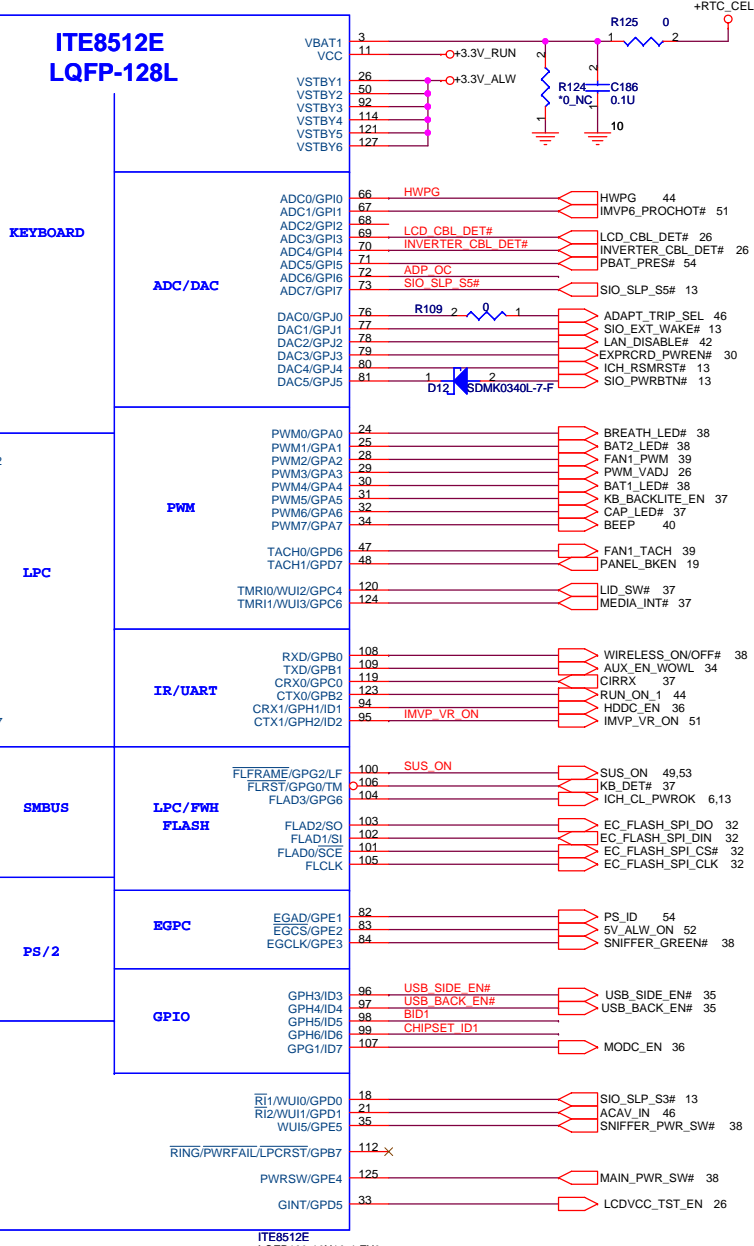 +RTC_CEL
R125 0
1 2
ITE8512E
LQFP-128L
VBAT1 3
VCC 11 +3.3V_RUN
VSTBY1 26 +3.3V_ALW
VSTBY2 50
VSTBY3 92
VSTBY4 114
VSTBY5 121
VSTBY6 127
2 2
R124 C186
*0_NC 0.1U
1 1
10
KEYBOARD
ADC/DAC
ADC0/GPI0 66 HWPG HWPG 44
ADC1/GPI1 67 IMVP6_PROCHOT# 51
ADC2/GPI2 68
ADC3/GPI3 69 LCD_CBL_DET# LCD_CBL_DET# 26
ADC4/GPI4 70 INVERTER_CBL_DET# INVERTER_CBL_DET# 26
ADC5/GPI5 71 PBAT_PRES# 54
ADC6/GPI6 72 ADP_OC
ADC7/GPI7 73 SIO_SLP_S5# SIO_SLP_S5# 13
DAC0/GPJ0 76 R109 2 0 1 ADAPT_TRIP_SEL 46
DAC1/GPJ1 77 SIO_EXT_WAKE# 13
DAC2/GPJ2 78 LAN_DISABLE# 42
DAC3/GPJ3 79 EXPRCRD_PWREN# 30
DAC4/GPJ4 80 ICH_RSMRST# 13
DAC5/GPJ5 81 1 2 SIO_PWRBTN# 13
D12 SDMK0340L-7-F
PWM
PWM0/GPA0 24 BREATH_LED# 38
PWM1/GPA1 25 BAT2_LED# 38
PWM2/GPA2 28 FAN1_PWM 39
PWM3/GPA3 29 PWM_VADJ 26
PWM4/GPA4 30 BAT1_LED# 38
PWM5/GPA5 31 KB_BACKLITE_EN 37
PWM6/GPA6 32 CAP_LED# 37
PWM7/GPA7 34 BEEP 40
TACH0/GPD6 47 FAN1_TACH 39
TACH1/GPD7 48 PANEL_BKEN 19
TMRI0/WUI2/GPC4 120 LID_SW# 37
TMRI1/WUI3/GPC6 124 MEDIA_INT# 37
LPC
IR/UART
RXD/GPB0 108 WIRELESS_ON/OFF# 38
TXD/GPB1 109 AUX_EN_WOWL 34
CRX0/GPC0 119 CIRRX 37
CTX0/GPB2 123 RUN_ON_1 44
CRX1/GPH1/ID1 94 HDDC_EN 36
CTX1/GPH2/ID2 95 IMVP_VR_ON IMVP_VR_ON 51
SMBUS
LPC/FWH
FLASH
FLFRAME/GPG2/LF 100 SUS_ON SUS_ON 49,53
FLRST/GPG0/TM 106 KB_DET# 37
FLAD3/GPG6 104 ICH_CL_PWROK 6,13
FLAD2/SO 103 EC_FLASH_SPI_DO 32
FLAD1/SI 102 EC_FLASH_SPI_DIN 32
FLAD0/SCE 101 EC_FLASH_SPI_CS# 32
FLCLK 105 EC_FLASH_SPI_CLK 32
PS/2
EGPC
EGAD/GPE1 82 PS_ID 54
EGCS/GPE2 83 5V_ALW_ON 52
EGCLK/GPE3 84 SNIFFER_GREEN# 38
GPIO
GPH3/ID3 96 USB_SIDE_EN# USB_SIDE_EN# 35
GPH4/ID4 97 USB_BACK_EN# USB_BACK_EN# 35
GPH5/ID5 98 BID1
GPH6/ID6 99 CHIPSET_ID1
GPG1/ID7 107 MODC_EN 36
RI1/WUI0/GPD0 18 SIO_SLP_S3# 13
RI2/WUI1/GPD1 21 ACAV_IN 46
WUI5/GPE5 35 SNIFFER_PWR_SW# 38
RING/PWRFAIL/LPCRST/GPB7 112
PWRSW/GPE4 125 MAIN_PWR_SW# 38
GINT/GPD5 33 LCDVCC_TST_EN 26
ITE8512E